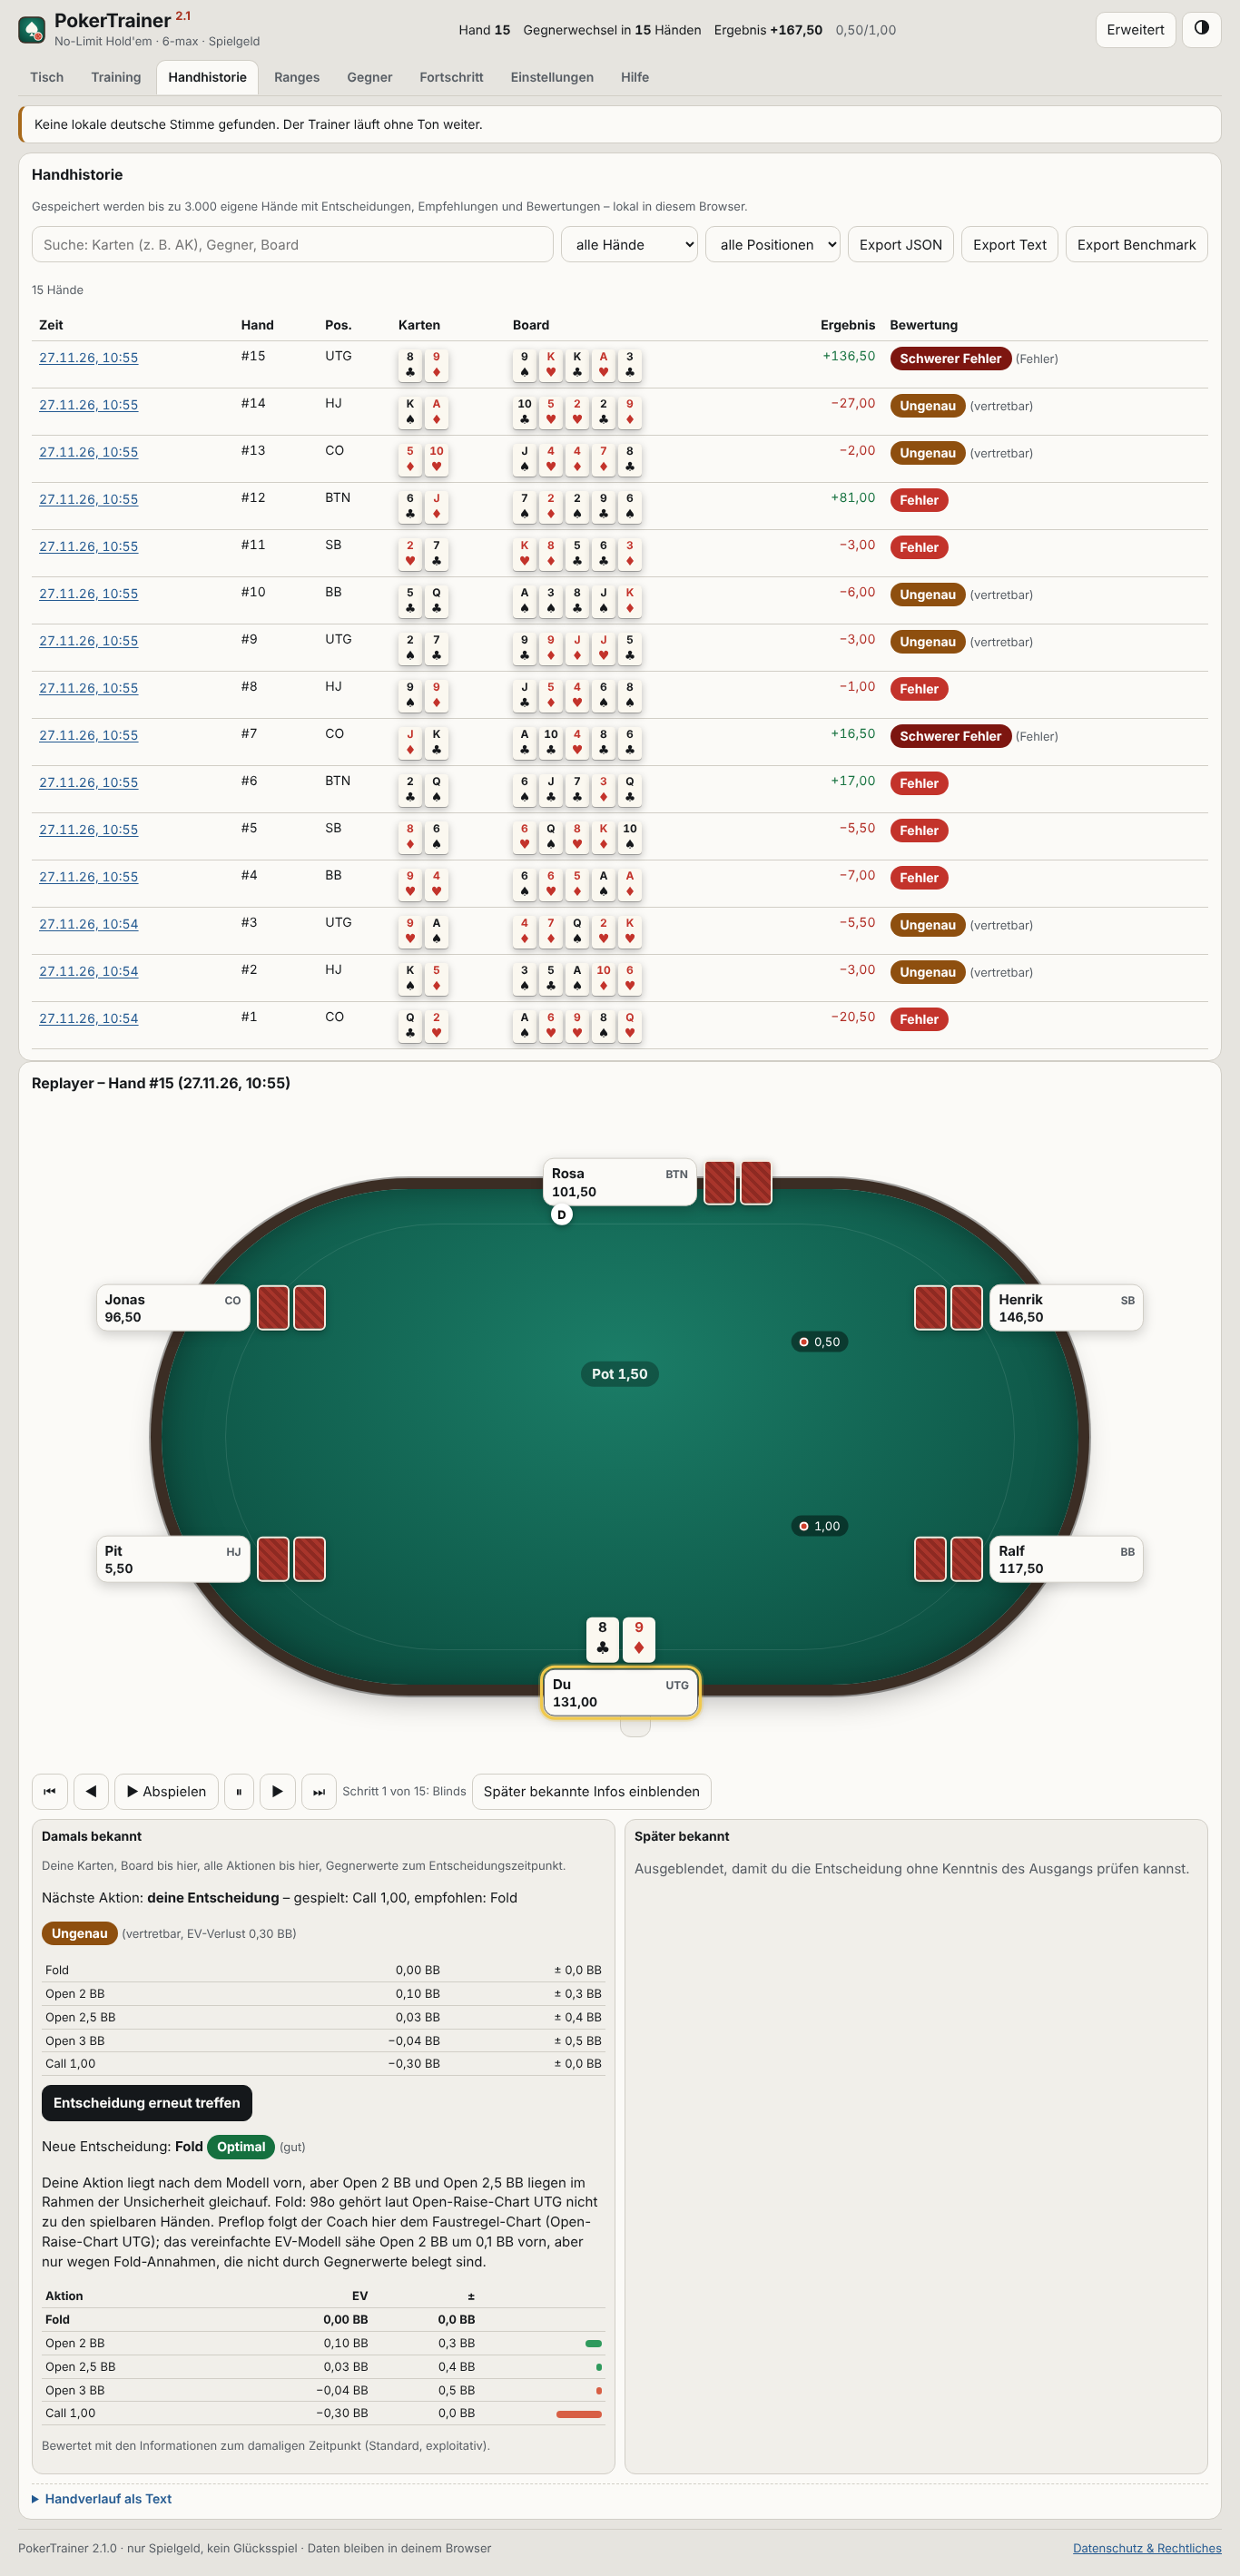 PokerTrainer 2.1
No-Limit Hold'em · 6-max · Spielgeld
Hand 15 Gegnerwechsel in 15 Händen Ergebnis +167,50 0,50/1,00
Erweitert
Tisch Training Handhistorie Ranges Gegner Fortschritt Einstellungen Hilfe
Keine lokale deutsche Stimme gefunden. Der Trainer läuft ohne Ton weiter.
Handhistorie
Gespeichert werden bis zu 3.000 eigene Hände mit Entscheidungen, Empfehlungen und Bewertungen – lokal in diesem Browser.
Suche: Karten (z. B. AK), Gegner, Board alle Hände alle Positionen Export JSON Export Text Export Benchmark
15 Hände
Zeit Hand Pos. Karten Board Ergebnis Bewertung
27.11.26, 10:55 #15 UTG 8♣ 9♦ 9♠ K♥ K♣ A♥ 3♣ +136,50 Schwerer Fehler (Fehler)
27.11.26, 10:55 #14 HJ K♠ A♦ 10♣ 5♥ 2♥ 2♣ 9♦ −27,00 Ungenau (vertretbar)
27.11.26, 10:55 #13 CO 5♦ 10♥ J♠ 4♥ 4♦ 7♦ 8♣ −2,00 Ungenau (vertretbar)
27.11.26, 10:55 #12 BTN 6♣ J♦ 7♠ 2♦ 2♠ 9♣ 6♠ +81,00 Fehler
27.11.26, 10:55 #11 SB 2♥ 7♣ K♥ 8♦ 5♣ 6♣ 3♦ −3,00 Fehler
27.11.26, 10:55 #10 BB 5♣ Q♣ A♠ 3♠ 8♣ J♠ K♦ −6,00 Ungenau (vertretbar)
27.11.26, 10:55 #9 UTG 2♠ 7♣ 9♣ 9♦ J♦ J♥ 5♣ −3,00 Ungenau (vertretbar)
27.11.26, 10:55 #8 HJ 9♠ 9♦ J♣ 5♦ 4♥ 6♠ 8♠ −1,00 Fehler
27.11.26, 10:55 #7 CO J♦ K♣ A♣ 10♣ 4♥ 8♣ 6♣ +16,50 Schwerer Fehler (Fehler)
27.11.26, 10:55 #6 BTN 2♣ Q♠ 6♠ J♣ 7♣ 3♦ Q♣ +17,00 Fehler
27.11.26, 10:55 #5 SB 8♦ 6♠ 6♥ Q♠ 8♥ K♦ 10♠ −5,50 Fehler
27.11.26, 10:55 #4 BB 9♥ 4♥ 6♠ 6♥ 5♦ A♠ A♦ −7,00 Fehler
27.11.26, 10:54 #3 UTG 9♥ A♠ 4♦ 7♦ Q♠ 2♥ K♥ −5,50 Ungenau (vertretbar)
27.11.26, 10:54 #2 HJ K♠ 5♦ 3♠ 5♣ A♠ 10♦ 6♥ −3,00 Ungenau (vertretbar)
27.11.26, 10:54 #1 CO Q♣ 2♥ A♠ 6♥ 9♥ 8♠ Q♥ −20,50 Fehler
Replayer – Hand #15 (27.11.26, 10:55)
Rosa BTN
101,50
D
Jonas CO
96,50
Henrik SB
146,50
0,50
Pot 1,50
1,00
Pit HJ
5,50
Ralf BB
117,50
8♣ 9♦
Du UTG
131,00
⏮ ◀ ▶ Abspielen ⏸ ▶ ⏭ Schritt 1 von 15: Blinds Später bekannte Infos einblenden
Damals bekannt
Deine Karten, Board bis hier, alle Aktionen bis hier, Gegnerwerte zum Entscheidungszeitpunkt.
Nächste Aktion: deine Entscheidung – gespielt: Call 1,00, empfohlen: Fold
Ungenau (vertretbar, EV-Verlust 0,30 BB)
Fold 0,00 BB ± 0,0 BB
Open 2 BB 0,10 BB ± 0,3 BB
Open 2,5 BB 0,03 BB ± 0,4 BB
Open 3 BB −0,04 BB ± 0,5 BB
Call 1,00 −0,30 BB ± 0,0 BB
Entscheidung erneut treffen
Neue Entscheidung: Fold Optimal (gut)
Deine Aktion liegt nach dem Modell vorn, aber Open 2 BB und Open 2,5 BB liegen im
Rahmen der Unsicherheit gleichauf. Fold: 98o gehört laut Open-Raise-Chart UTG nicht
zu den spielbaren Händen. Preflop folgt der Coach hier dem Faustregel-Chart (Open-
Raise-Chart UTG); das vereinfachte EV-Modell sähe Open 2 BB um 0,1 BB vorn, aber
nur wegen Fold-Annahmen, die nicht durch Gegnerwerte belegt sind.
Aktion EV ±
Fold 0,00 BB 0,0 BB
Open 2 BB 0,10 BB 0,3 BB
Open 2,5 BB 0,03 BB 0,4 BB
Open 3 BB −0,04 BB 0,5 BB
Call 1,00 −0,30 BB 0,0 BB
Bewertet mit den Informationen zum damaligen Zeitpunkt (Standard, exploitativ).
Später bekannt
Ausgeblendet, damit du die Entscheidung ohne Kenntnis des Ausgangs prüfen kannst.
▶ Handverlauf als Text
PokerTrainer 2.1.0 · nur Spielgeld, kein Glücksspiel · Daten bleiben in deinem Browser
Datenschutz & Rechtliches